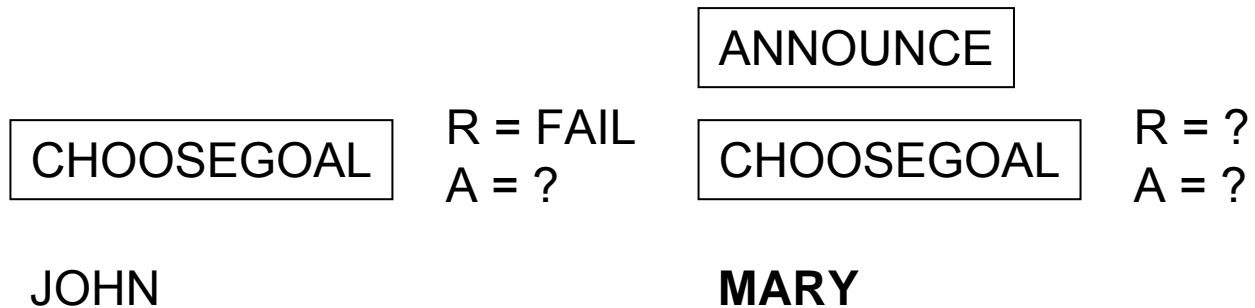 ANNOUNCE
CHOOSEGOAL
R = FAIL
A = ?
CHOOSEGOAL
R = ?
A = ?
JOHN
MARY